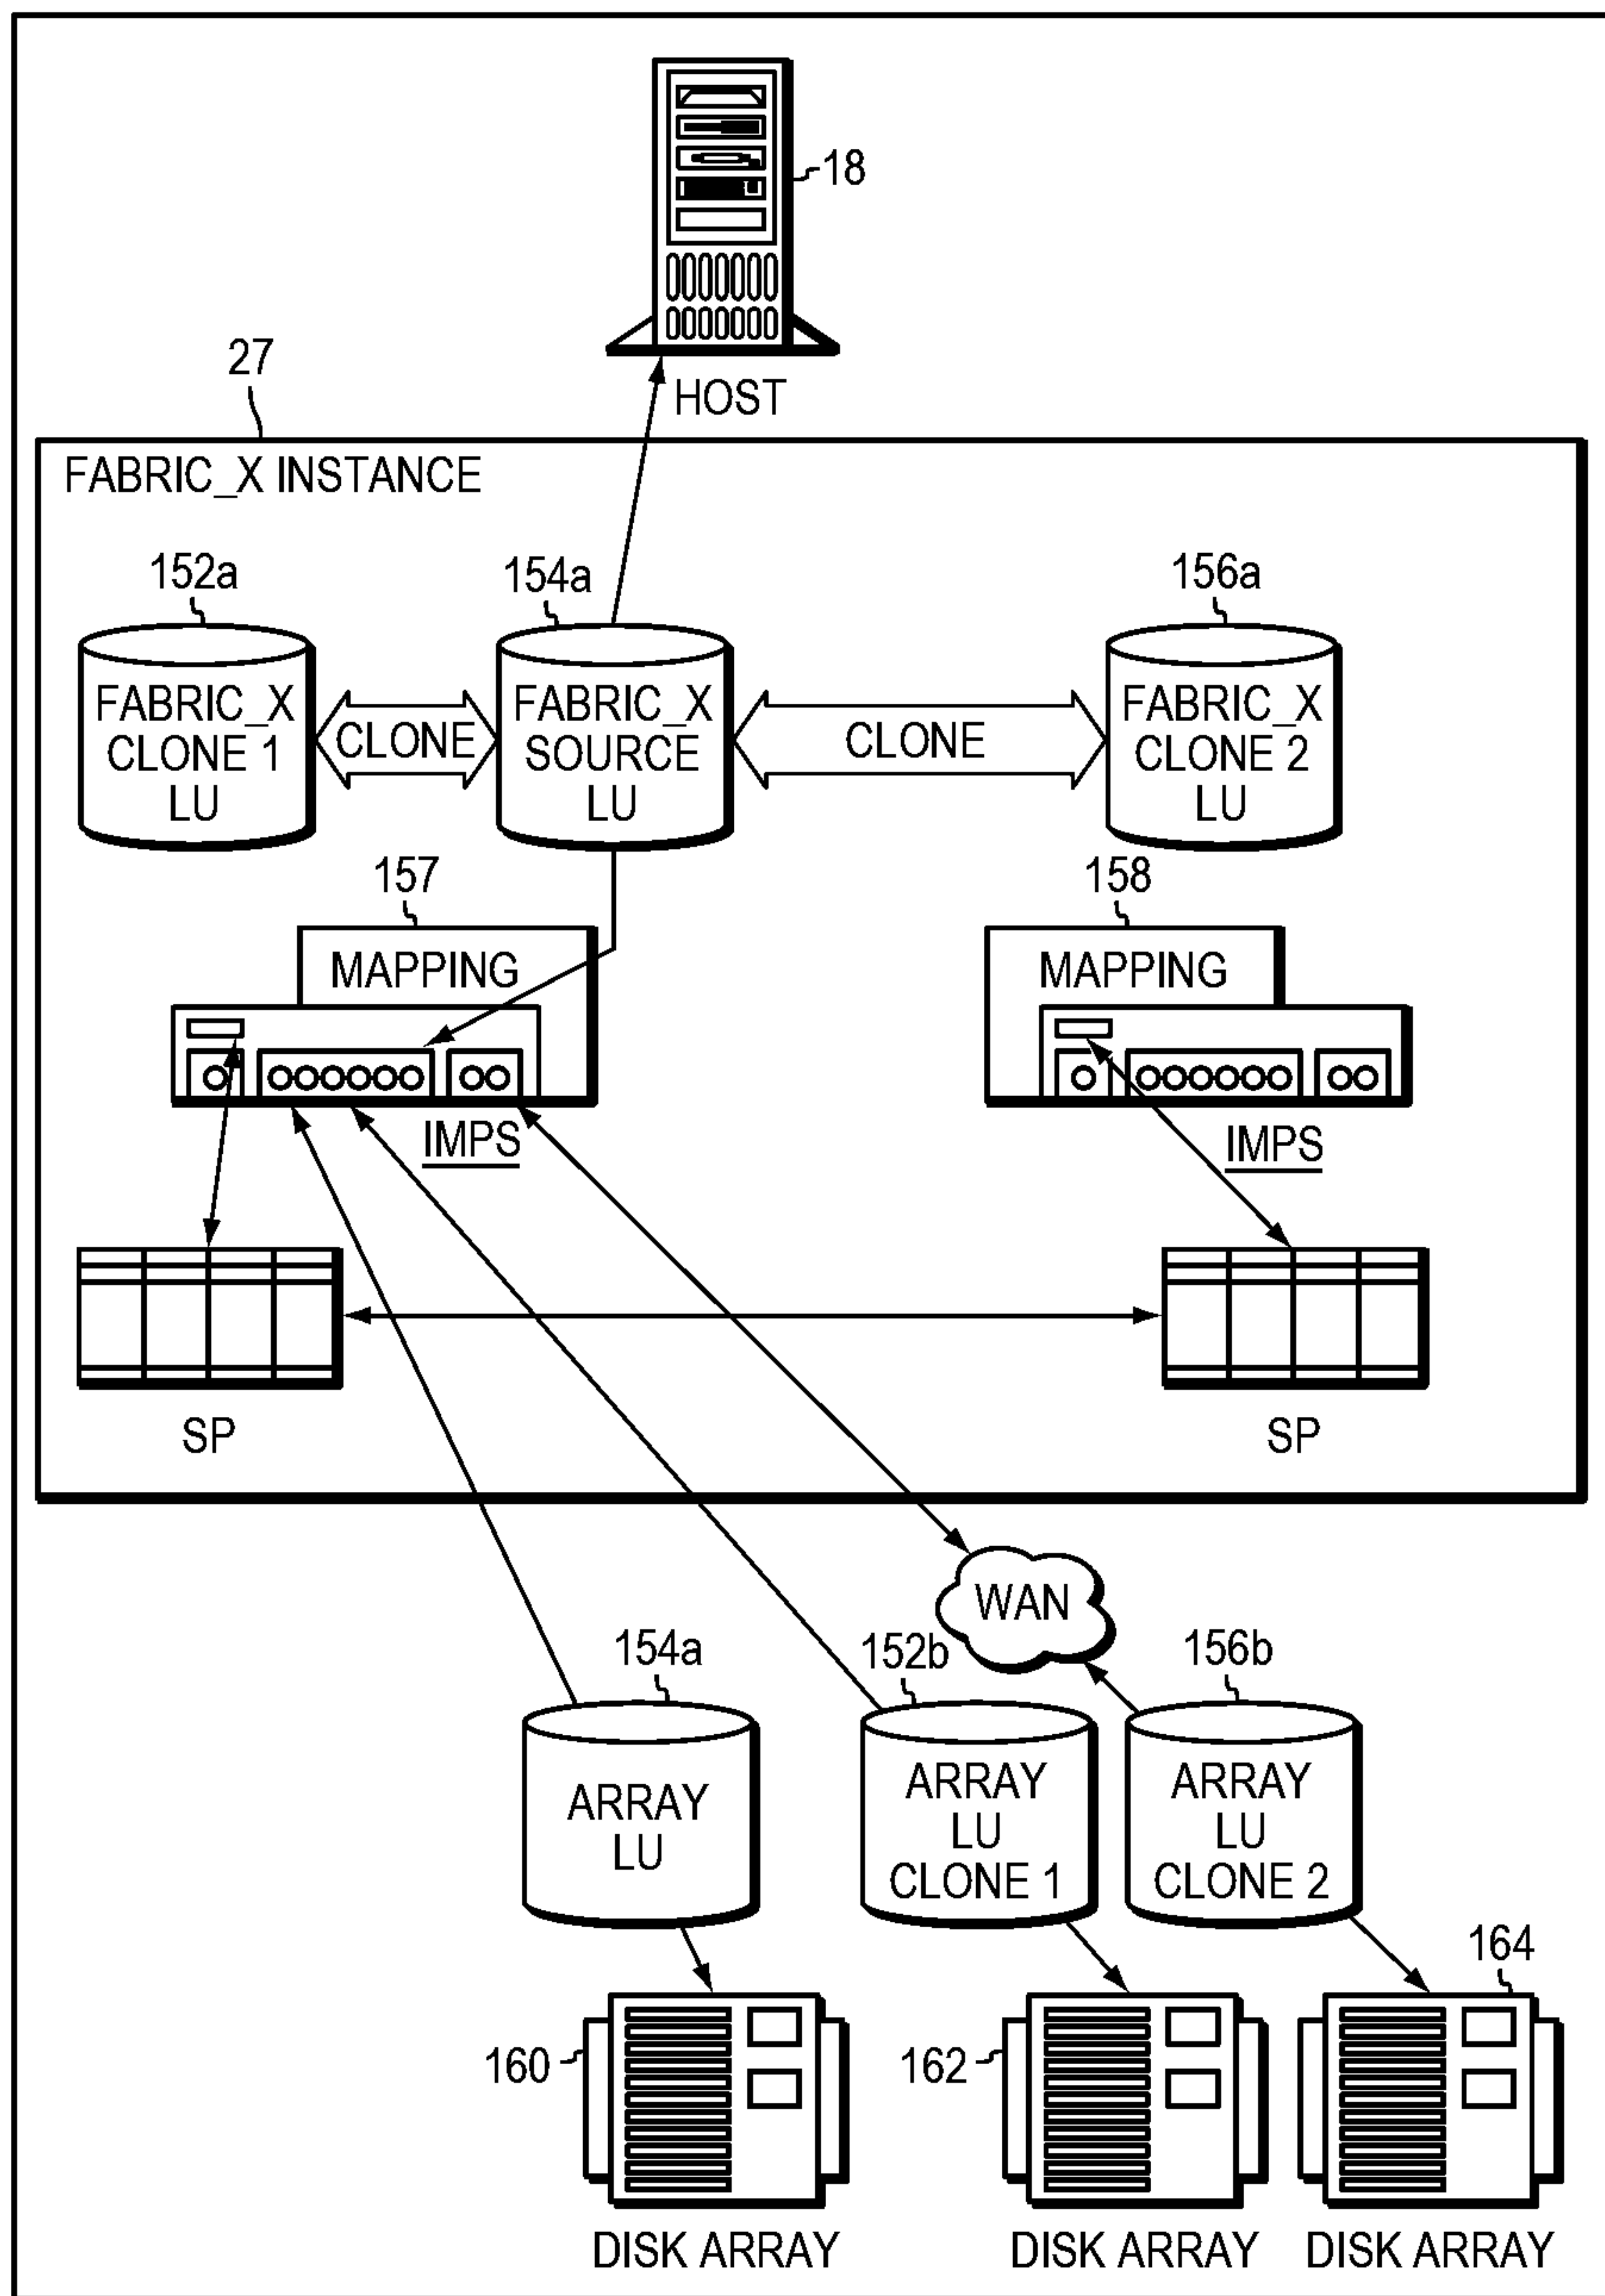 18
HOST
27
FABRIC_X INSTANCE
152a
154a
156a
FABRIC_X
CLONE 1
LU
CLONE
FABRIC_X
SOURCE
LU
CLONE
FABRIC_X
CLONE 2
LU
157
158
MAPPING
MAPPING
IMPS
IMPS
SP
SP
WAN
154a
152b
156b
ARRAY
LU
ARRAY
LU
CLONE 1
ARRAY
LU
CLONE 2
164
160
162
DISK ARRAY
DISK ARRAY
DISK ARRAY